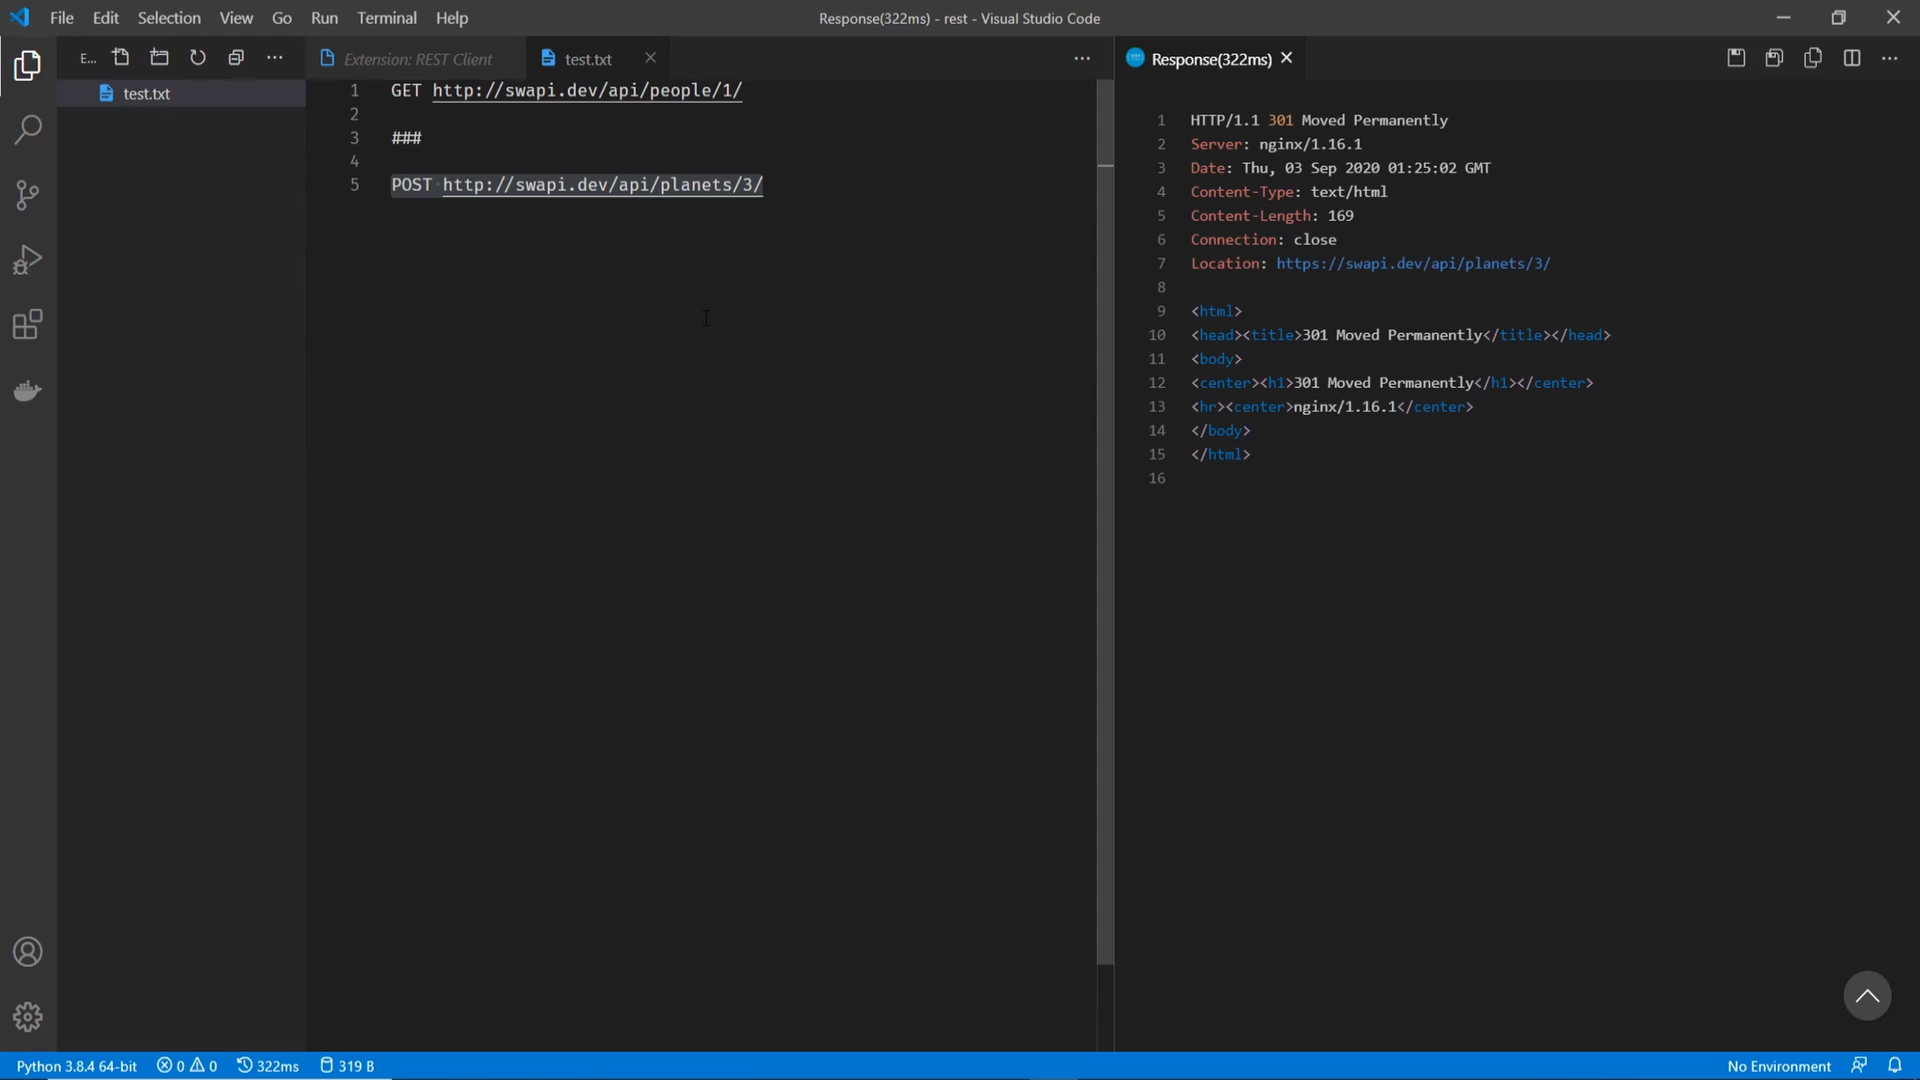 File Edit Selection View Go Run Terminal Help
Response(322ms) - rest - Visual Studio Code
E...
Extension: REST Client
test.txt
Response(322ms)
test.txt
1 GET http://swapi.dev/api/people/1/
2
3 ###
4
5 POST http://swapi.dev/api/planets/3/
1 HTTP/1.1 301 Moved Permanently
2 Server: nginx/1.16.1
3 Date: Thu, 03 Sep 2020 01:25:02 GMT
4 Content-Type: text/html
5 Content-Length: 169
6 Connection: close
7 Location: https://swapi.dev/api/planets/3/
8
9 <html>
10 <head><title>301 Moved Permanently</title></head>
11 <body>
12 <center><h1>301 Moved Permanently</h1></center>
13 <hr><center>nginx/1.16.1</center>
14 </body>
15 </html>
16
Python 3.8.4 64-bit 0 0 322ms 319 B
No Environment